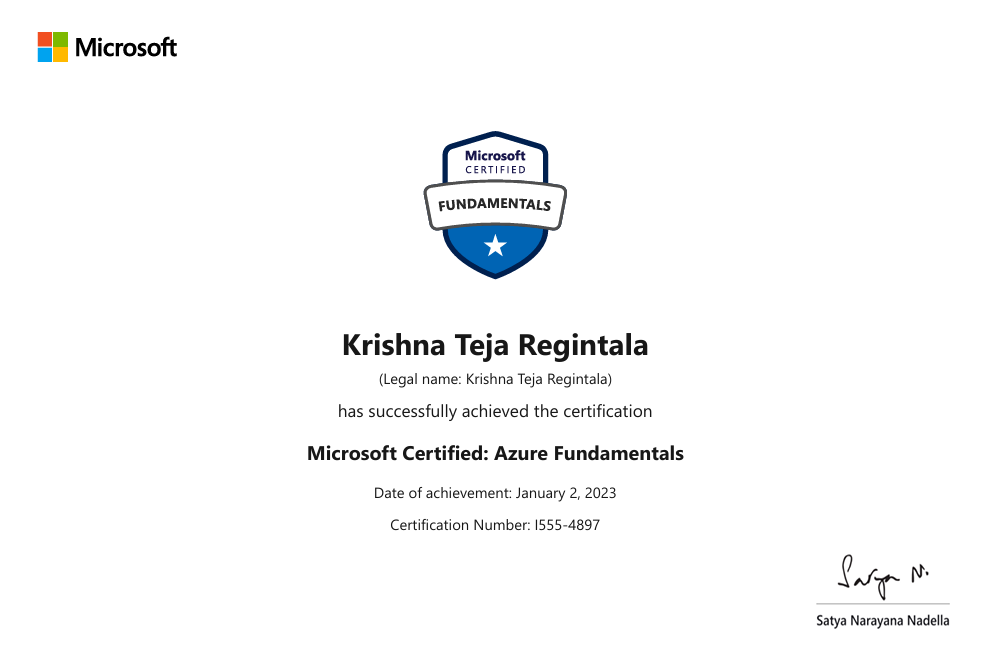 Microsoft
Microsoft
CERTIFIED
FUNDAMENTALS
Krishna Teja Regintala
(Legal name: Krishna Teja Regintala)
has successfully achieved the certification
Microsoft Certified: Azure Fundamentals
Date of achievement: January 2, 2023
Certification Number: I555-4897
Satya N.
Satya Narayana Nadella